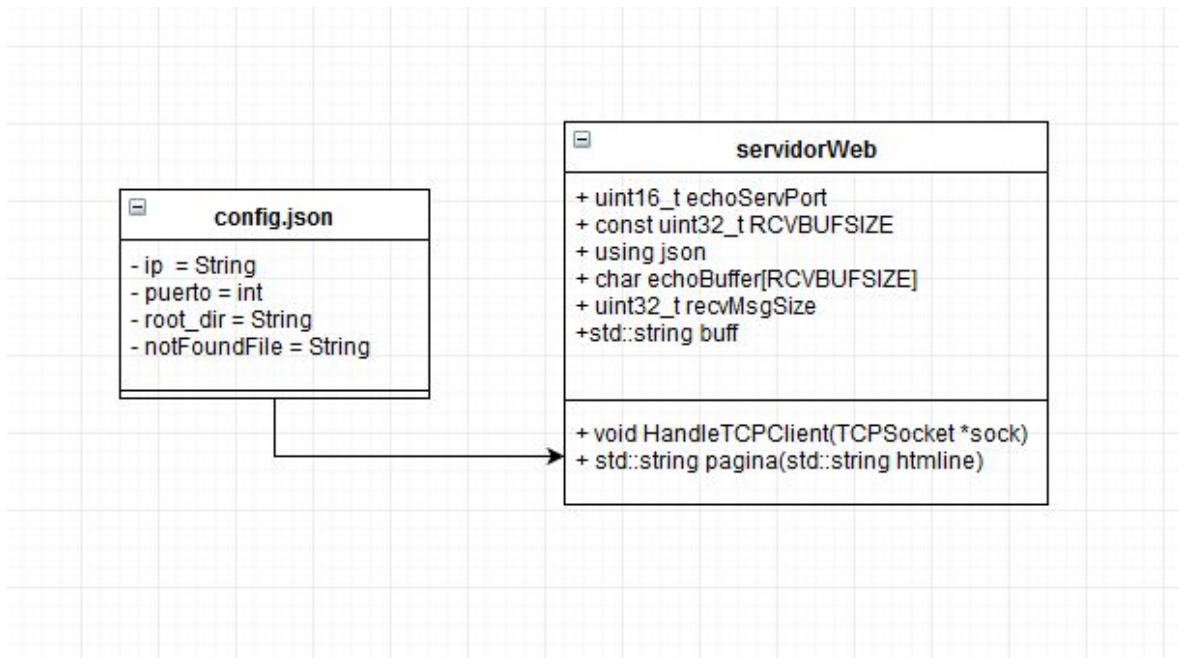 config.json
- ip = String
- puerto = int
- root_dir = String
- notFoundFile = String
servidorWeb
+ uint16_t echoServPort
+ const uint32_t RCVBUFSIZE
+ using json
+ char echoBuffer[RCVBUFSIZE]
+ uint32_t recvMsgSize
+std::string buff
+ void HandleTCPClient(TCPSocket *sock)
+ std::string pagina(std::string htmline)